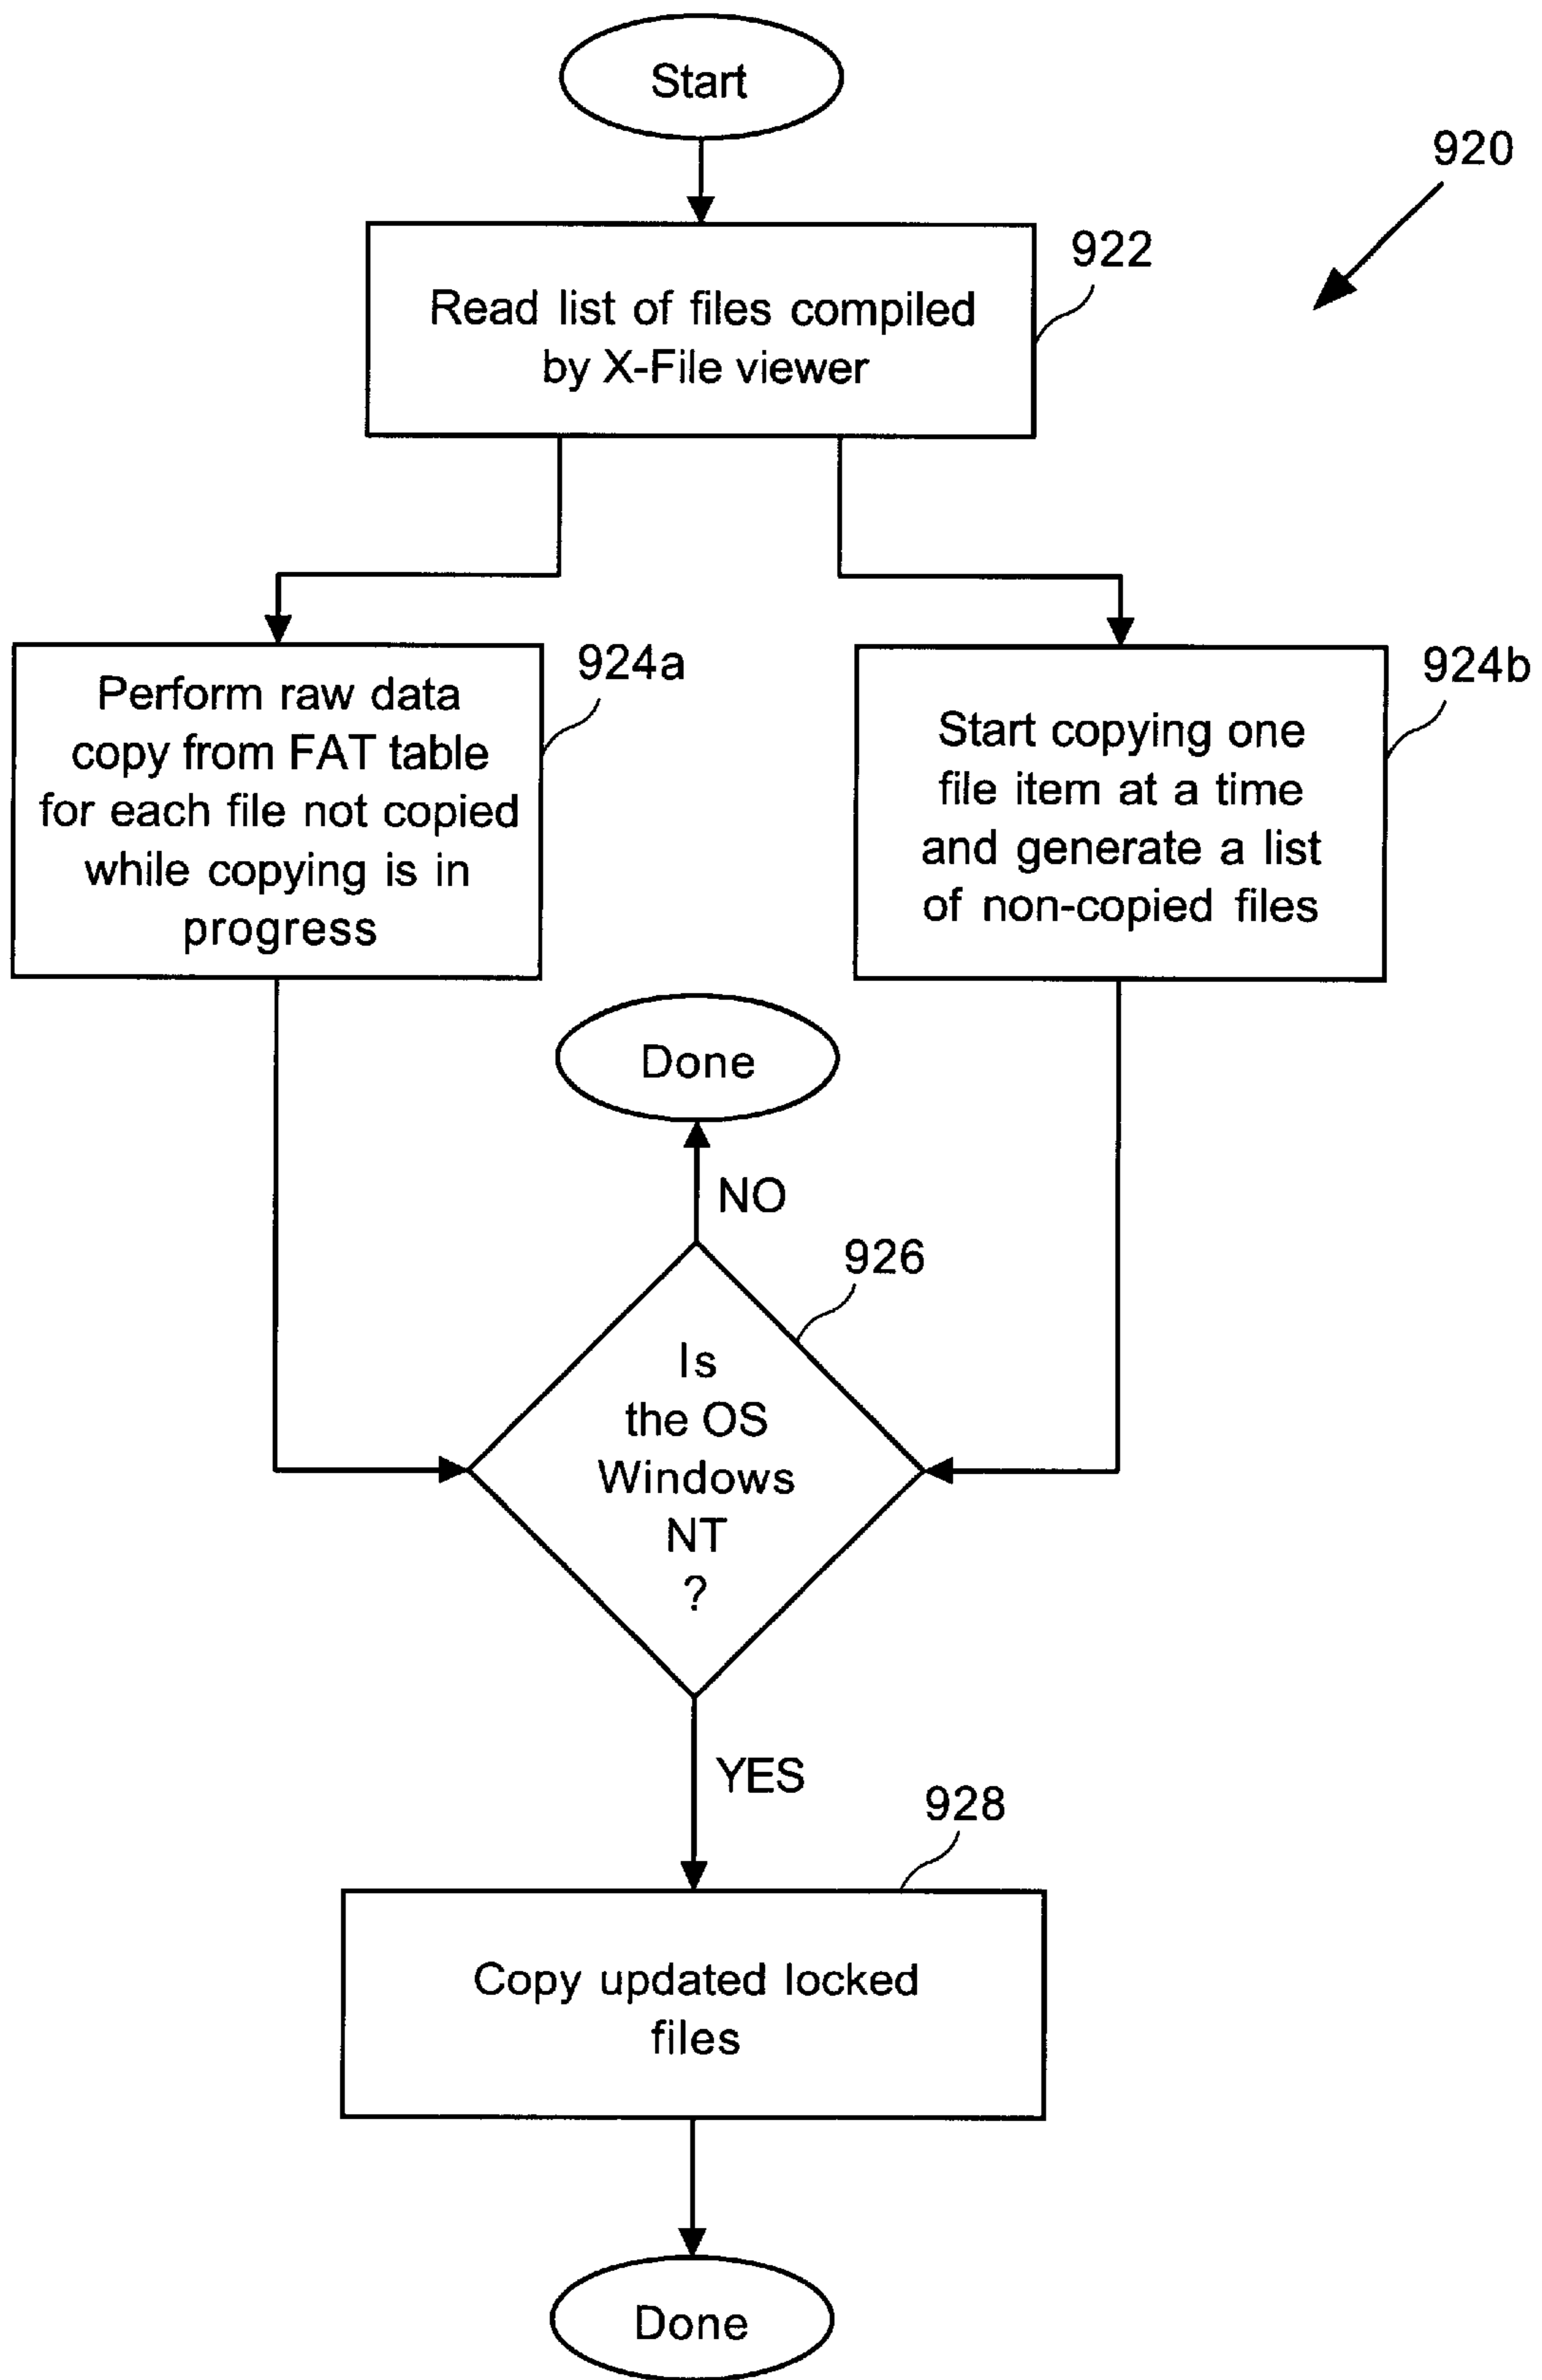 Start
920
922
Read list of files compiled
by X-File viewer
924a
Perform raw data
copy from FAT table
for each file not copied
while copying is in
progress
924b
Start copying one
file item at a time
and generate a list
of non-copied files
Done
NO
926
Is
the OS
Windows
NT
?
YES
928
Copy updated locked
files
Done